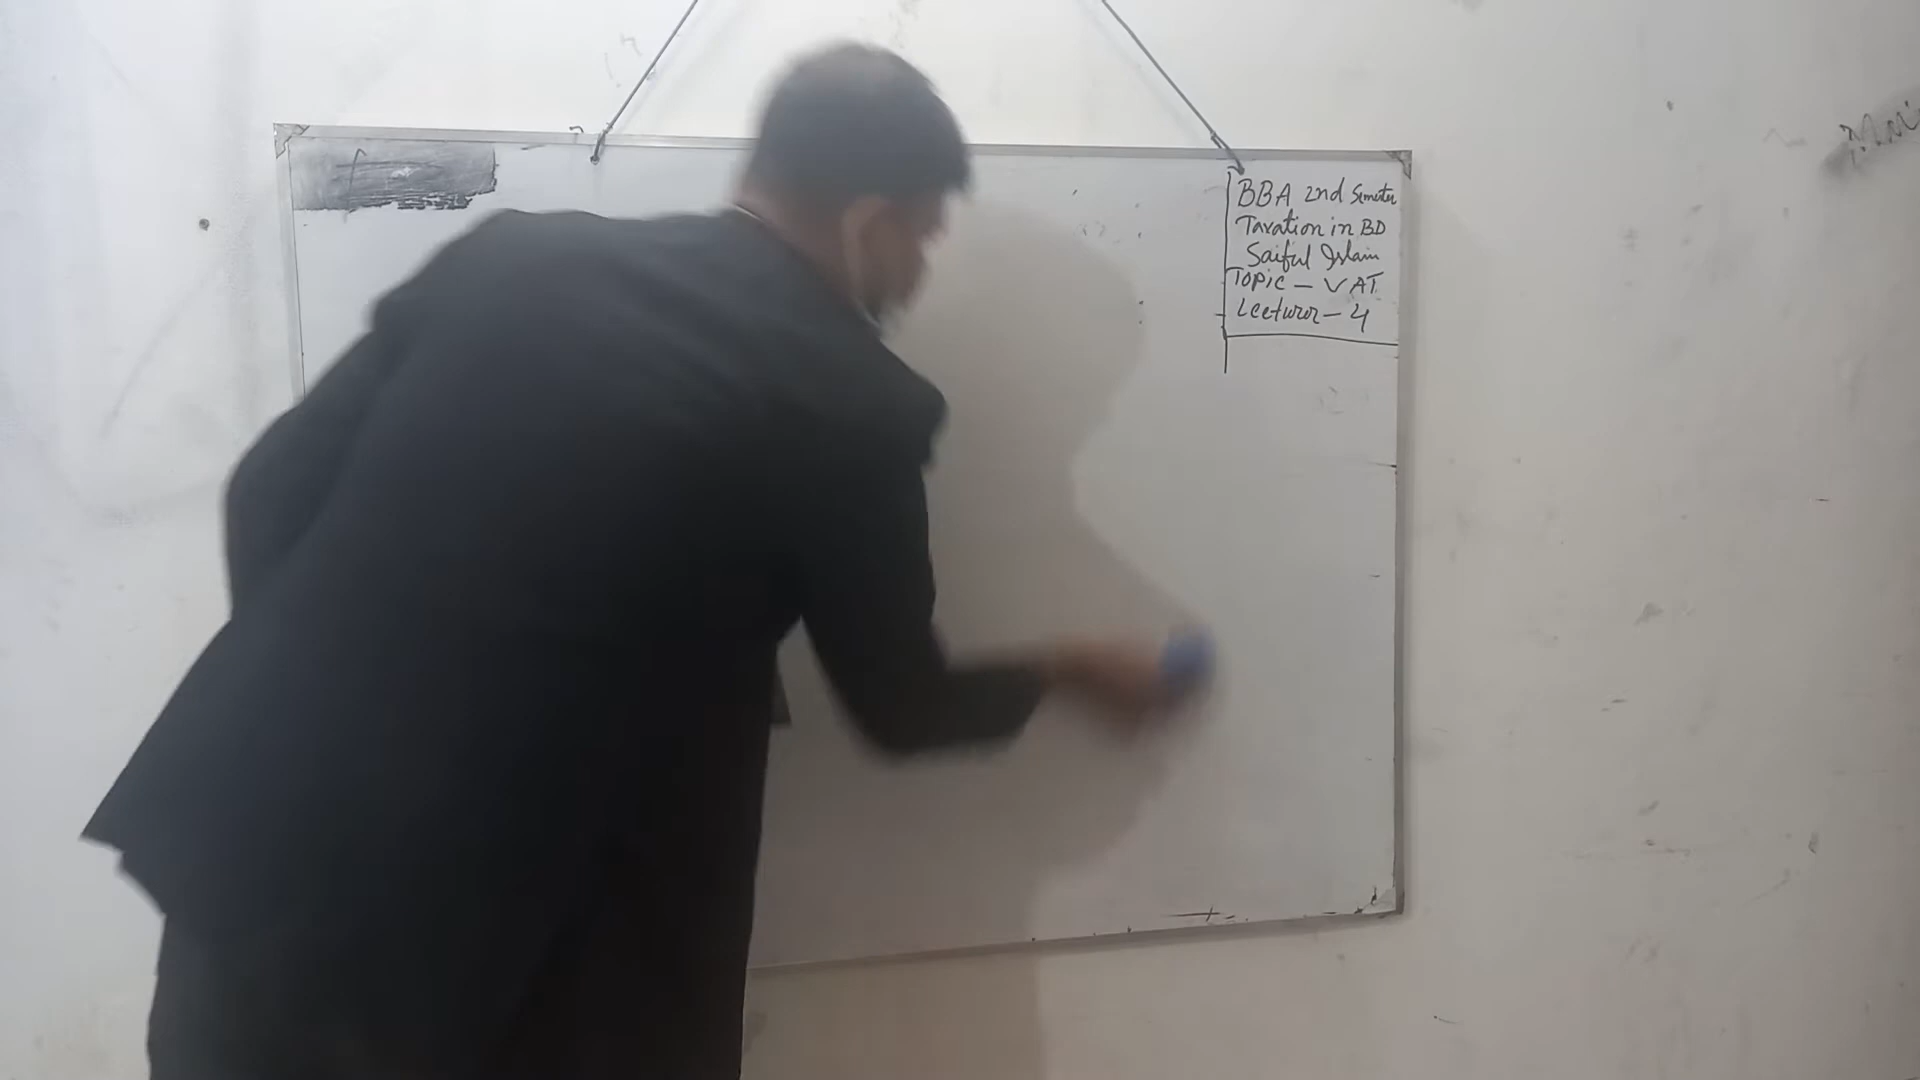 BBA 2nd Semester
Taxation in BD
Saiful Islam
Topic - VAT
Lecturer - 4